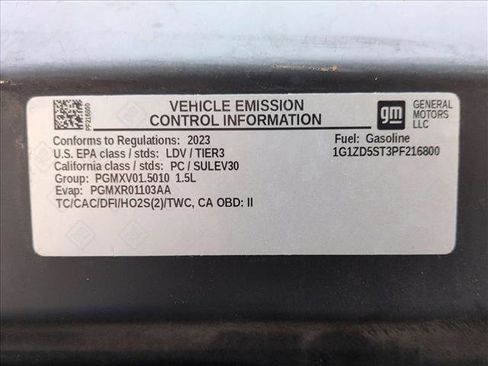 VEHICLE EMISSION
CONTROL INFORMATION
gm
GENERAL
MOTORS
LLC
PF216800
Conforms to Regulations: 2023
U.S. EPA class / stds: LDV / TIER3
California class / stds: PC / SULEV30
Group: PGMXV01.5010 1.5L
Evap: PGMXR01103AA
TC/CAC/DFI/HO2S(2)/TWC, CA OBD: II
Fuel: Gasoline
1G1ZD5ST3PF216800